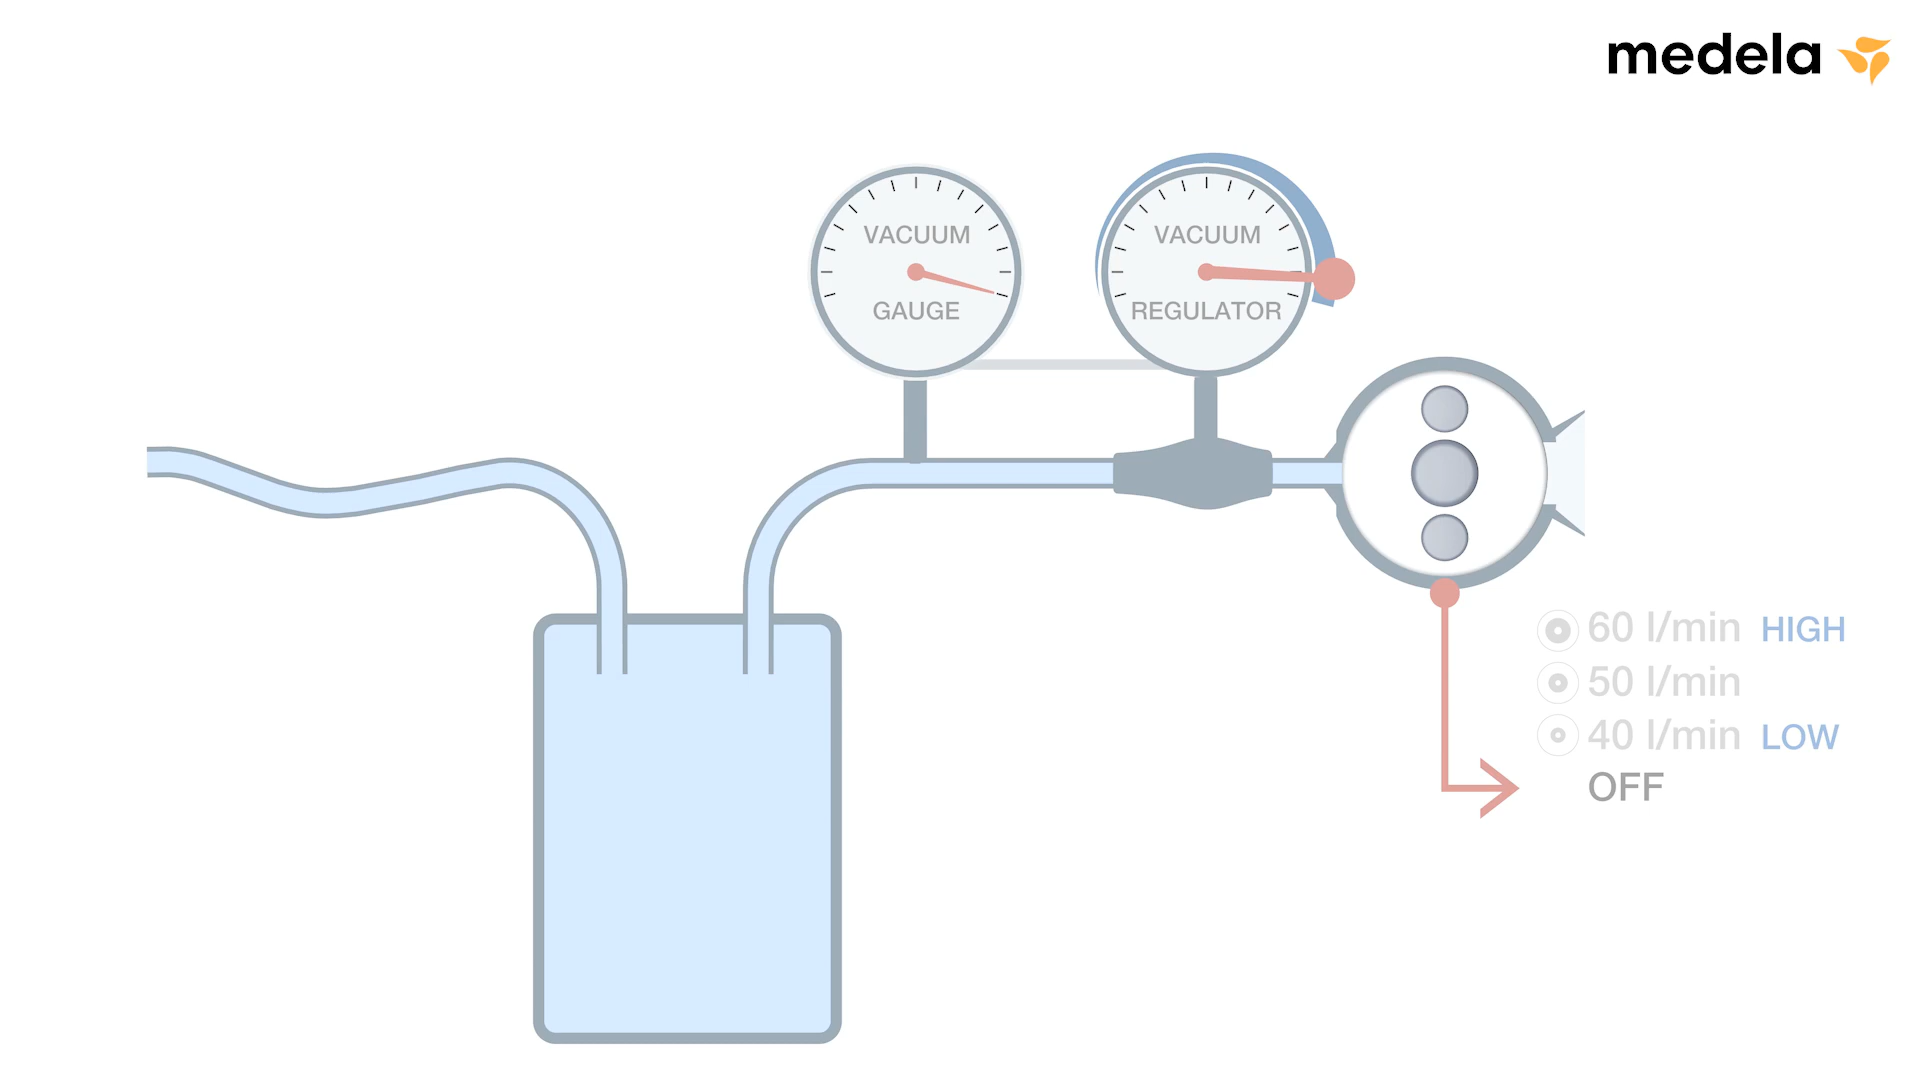 medela
VACUUM
GAUGE
VACUUM
REGULATOR
60 l/min HIGH
50 l/min
40 l/min LOW
OFF